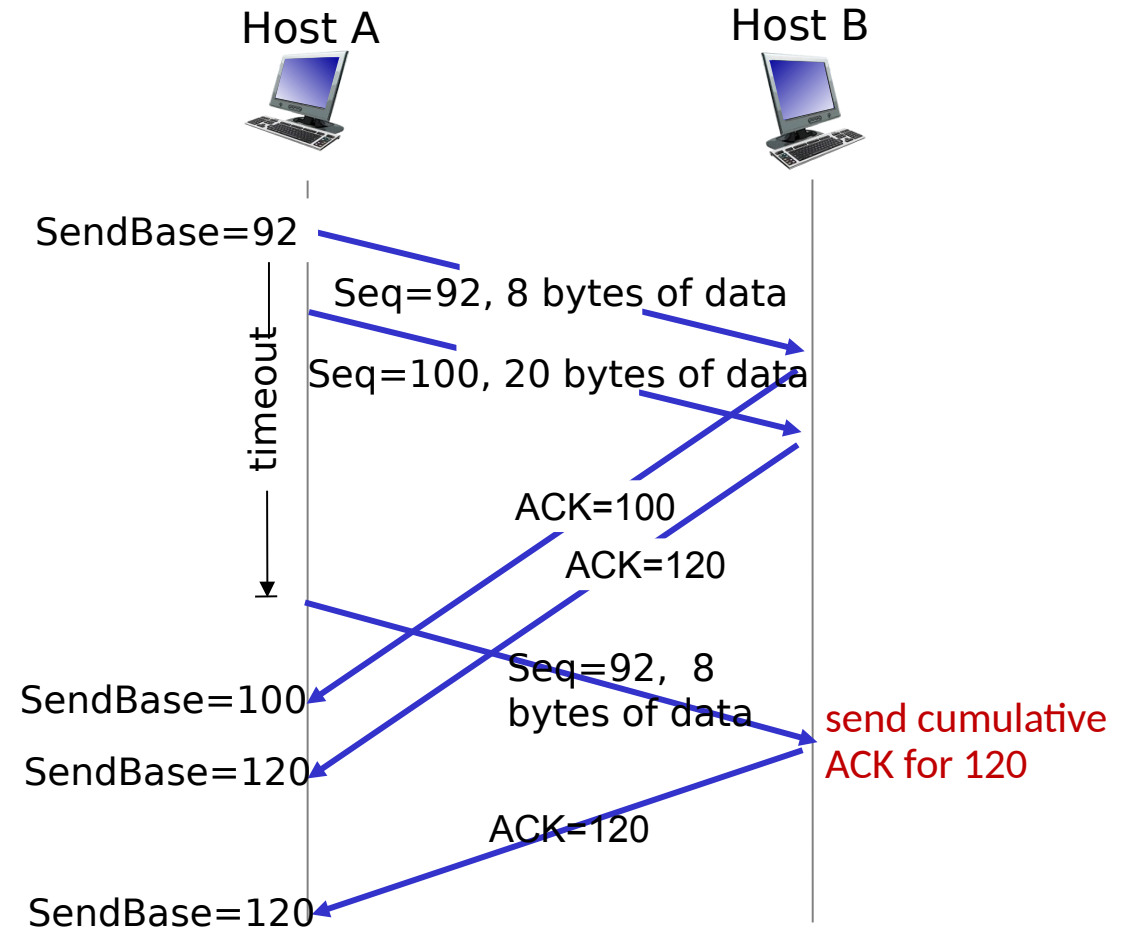 Host A
Host B
SendBase=92
Seq=92, 8 bytes of data
timeout
Seq=100, 20 bytes of data
ACK=100
ACK=120
Seq=92,  8
bytes of data
SendBase=100
send cumulative
ACK for 120
SendBase=120
ACK=120
SendBase=120